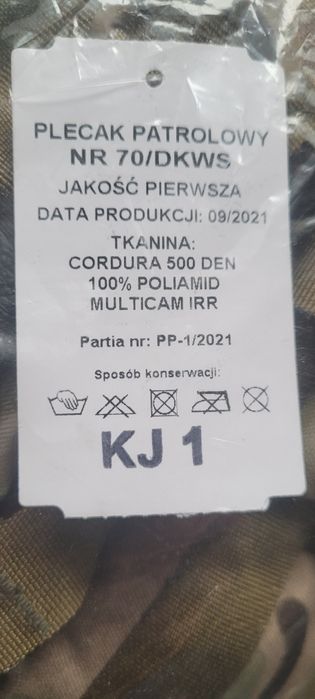 PLECAK PATROLOWY
NR 70/DKWS
JAKOŚĆ PIERWSZA
DATA PRODUKCJI: 09/2021
TKANINA:
CORDURA 500 DEN
100% POLIAMID
MULTICAM IRR
Partia nr: PP-1/2021
Sposób konserwacji:
KJ 1